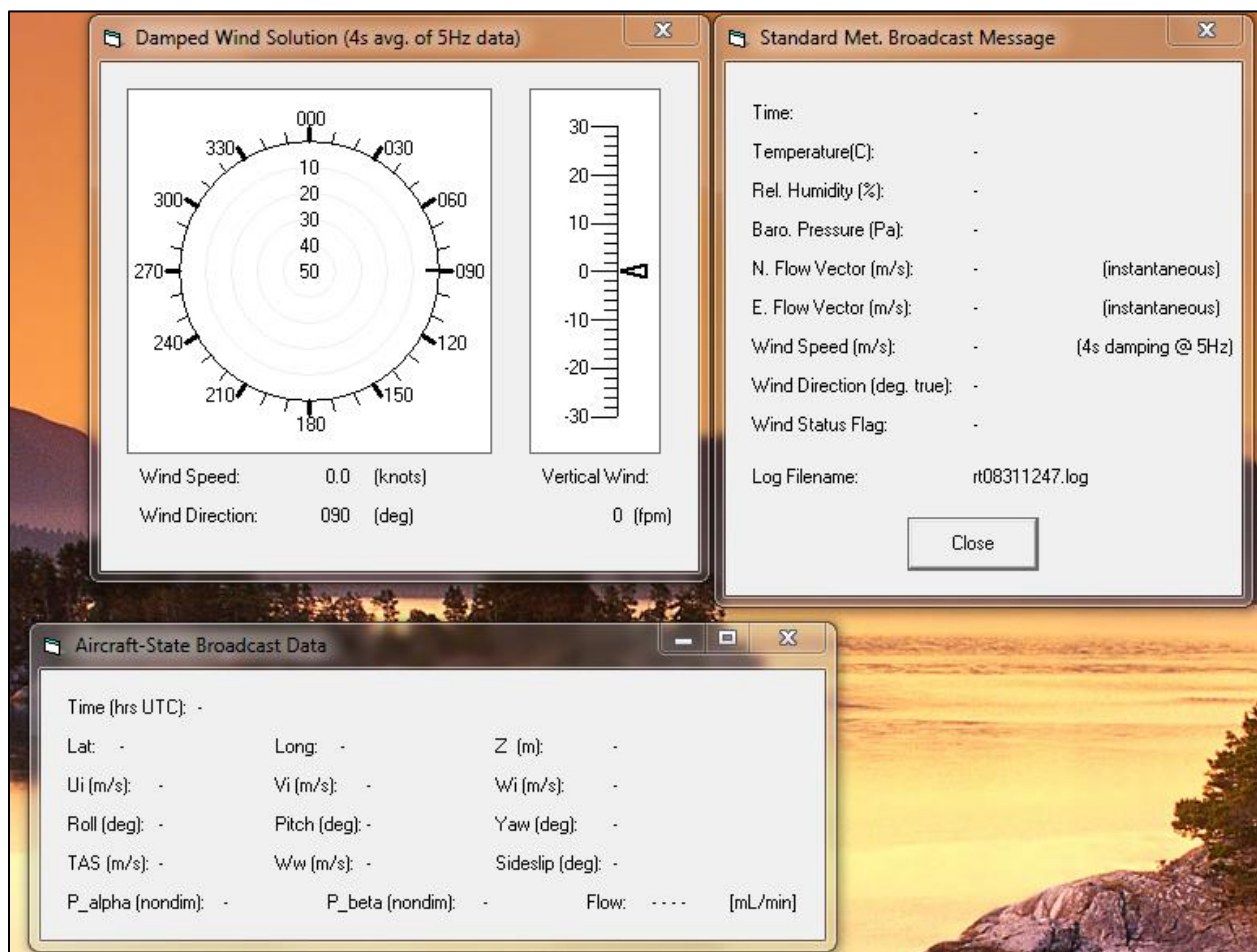 Damped Wind Solution (4s avg. of 5Hz data)
000
330 030
10
300 20 060
30
40
270 50 090
240 120
210 150
180
30
20
10
0
-10
-20
-30
Wind Speed: 0.0 (knots)
Wind Direction: 090 (deg)
Vertical Wind:
0 (fpm)
Standard Met. Broadcast Message
Time: -
Temperature(C): -
Rel. Humidity (%): -
Baro. Pressure (Pa): -
N. Flow Vector (m/s): - (instantaneous)
E. Flow Vector (m/s): - (instantaneous)
Wind Speed (m/s): - (4s damping @ 5Hz)
Wind Direction (deg. true): -
Wind Status Flag: -
Log Filename: rt08311247.log
Close
Aircraft-State Broadcast Data
Time (hrs UTC): -
Lat: - Long: - Z (m): -
Ui (m/s): - Vi (m/s): - Wi (m/s): -
Roll (deg): - Pitch (deg): - Yaw (deg): -
TAS (m/s): - Ww (m/s): - Sideslip (deg): -
P_alpha (nondim): - P_beta (nondim): - Flow: ---- [mL/min]